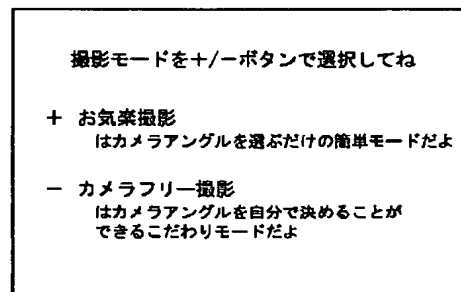 撮影モードを+/-ボタンで選択してね
+ お気楽撮影
はカメラアングルを選ぶだけの簡単モードだよ
- カメラフリー撮影
はカメラアングルを自分で決めることが
できるこだわりモードだよ